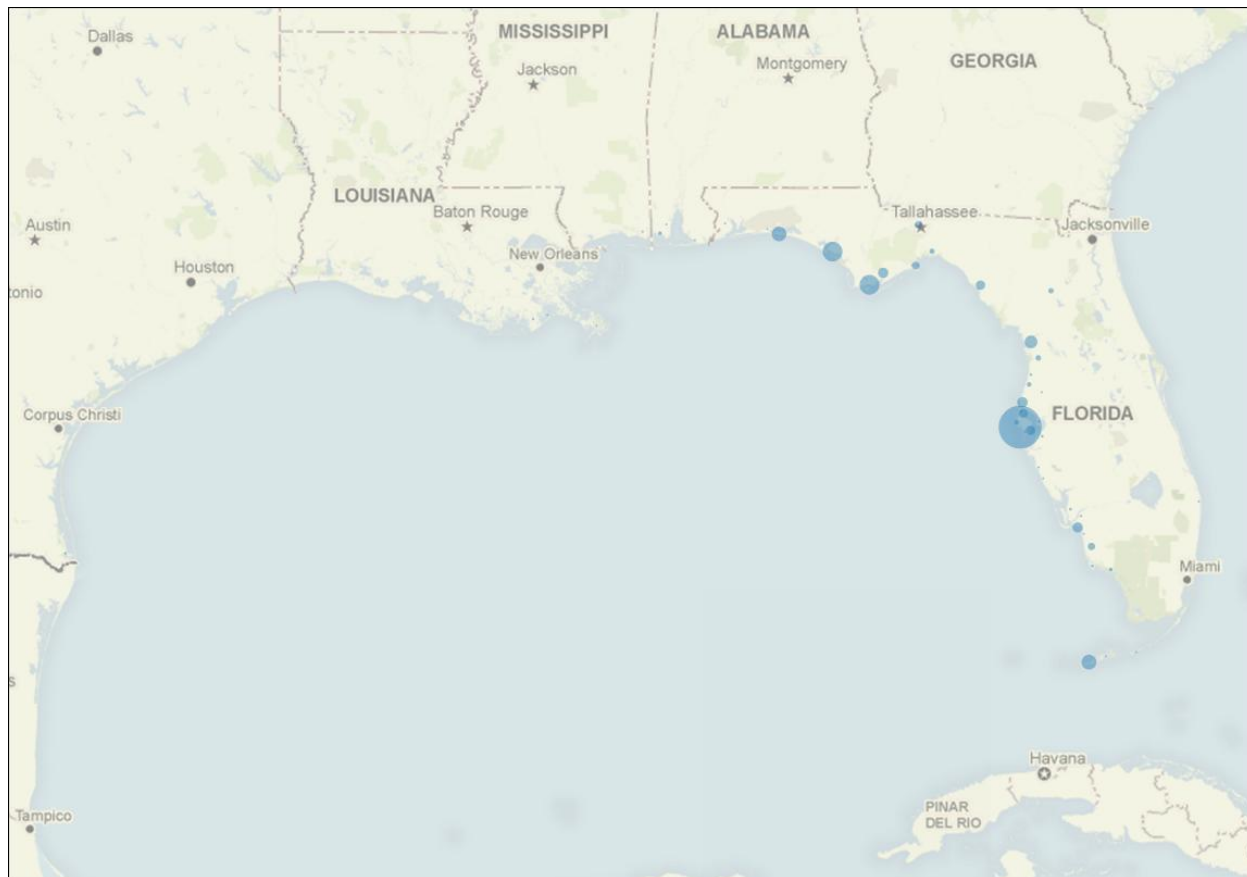 MISSISSIPPI
ALABAMA
Dallas
GEORGIA
Montgomery
Jackson
LOUISIANA
Baton Rouge
Tallahassee
Austin
Jacksonville
New Orleans
Houston
tonio
Corpus Christi
FLORIDA
Miami
s
Havana
PINAR
DEL RIO
Tampico